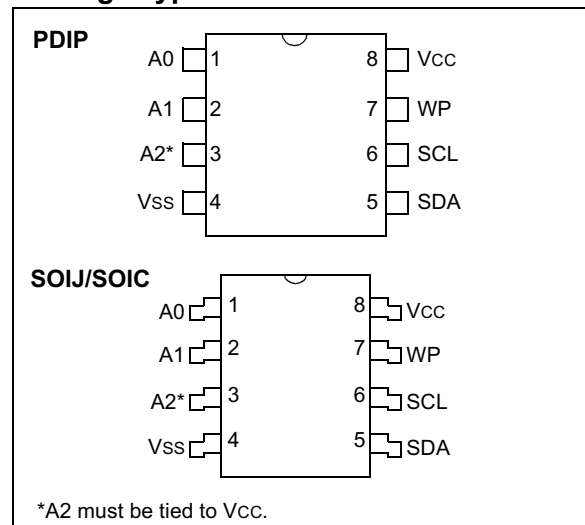 PDIP
A0 1 8 VCC
A1 2 7 WP
A2* 3 6 SCL
VSS 4 5 SDA
SOIJ/SOIC
A0 1 8 VCC
A1 2 7 WP
A2* 3 6 SCL
VSS 4 5 SDA
*A2 must be tied to VCC.